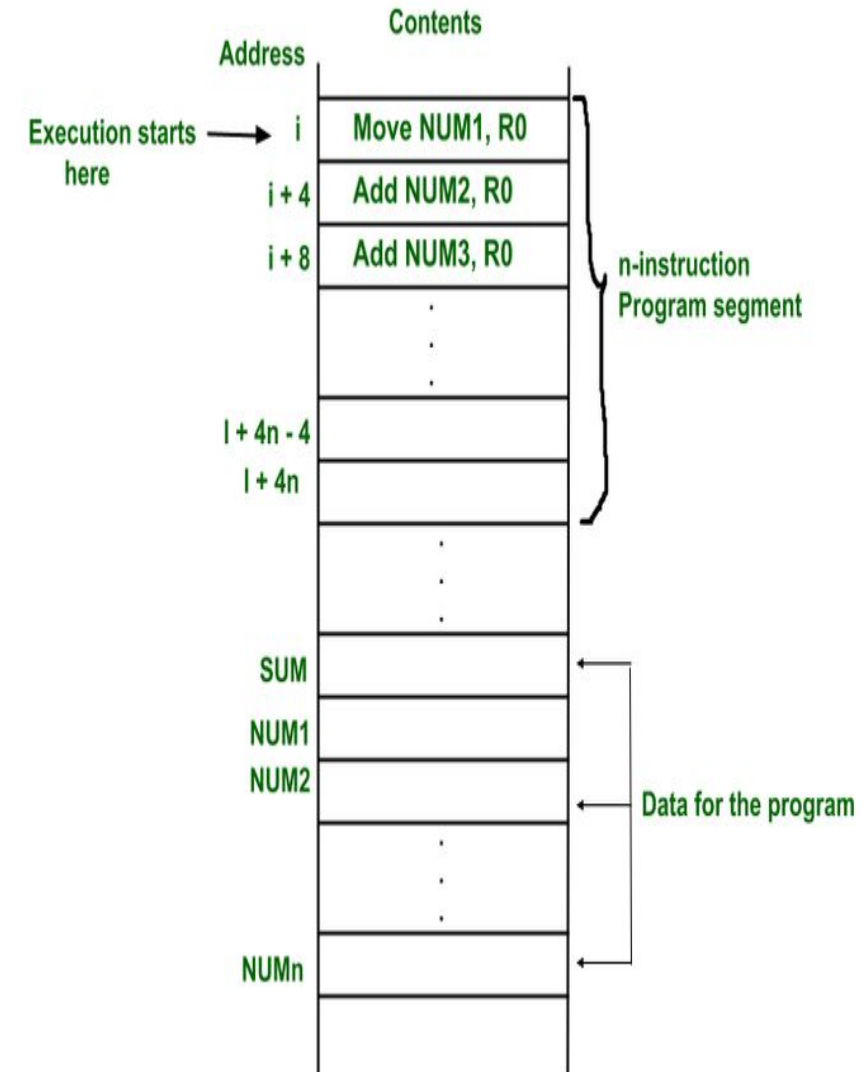 Contents
Address
Execution starts
here
i
Move NUM1, R0
i + 4
Add NUM2, R0
i + 8
Add NUM3, R0
n-instruction
Program segment
I + 4n - 4
I + 4n
SUM
NUM1
NUM2
Data for the program
NUMn